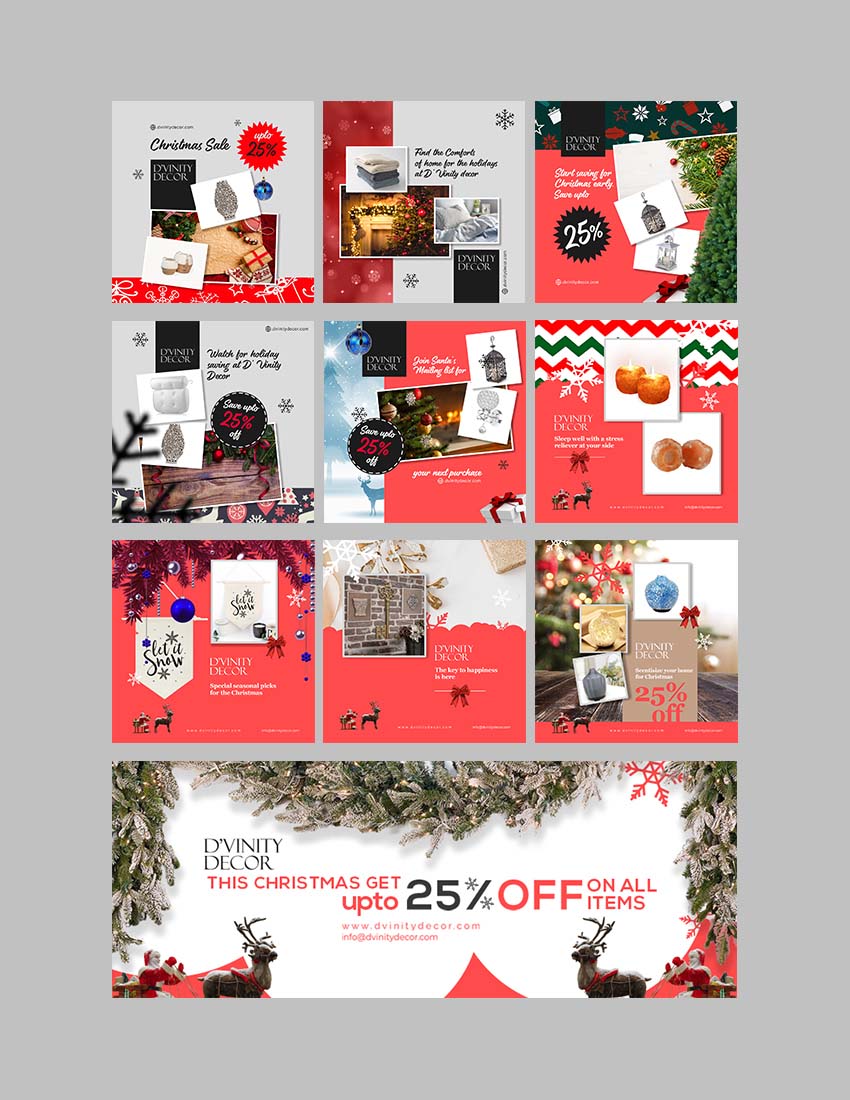 dvinitydecor.com
Christmas Sale
upto
25%
D'VINITY
DECOR
Find the Comforts
of home for the holidays
at D' Vinity decor
D'VINITY
DECOR
dvinitydecor.com
D'VINITY
DECOR
Start saving for
Christmas early.
Save upto
25%
dvinitydecor.com
dvinitydecor.com
D'VINITY
DECOR
Watch for holiday
saving at D' Vinity
Decor
Save upto
25%
off
D'VINITY
DECOR
Join Santa's
Mailing list for
Save upto
25%
off
your next purchase
dvinitydecor.com
D'VINITY
DECOR
Sleep well with a stress
reliever at your side
www.dvinitydecor.com
info@dvinitydecor.com
let it
Snow
let it
Snow
D'VINITY
DECOR
Special seasonal picks
for the Christmas
www.dvinitydecor.com
info@dvinitydecor.com
D'VINITY
DECOR
The key to happiness
is here
www.dvinitydecor.com
info@dvinitydecor.com
D'VINITY
DECOR
Scentisize your home
for Christmas
25%
off
www.dvinitydecor.com
info@dvinitydecor.com
D'VINITY
DECOR
THIS CHRISTMAS GET upto 25% OFF ON ALL ITEMS
www.dvinitydecor.com
info@dvinitydecor.com